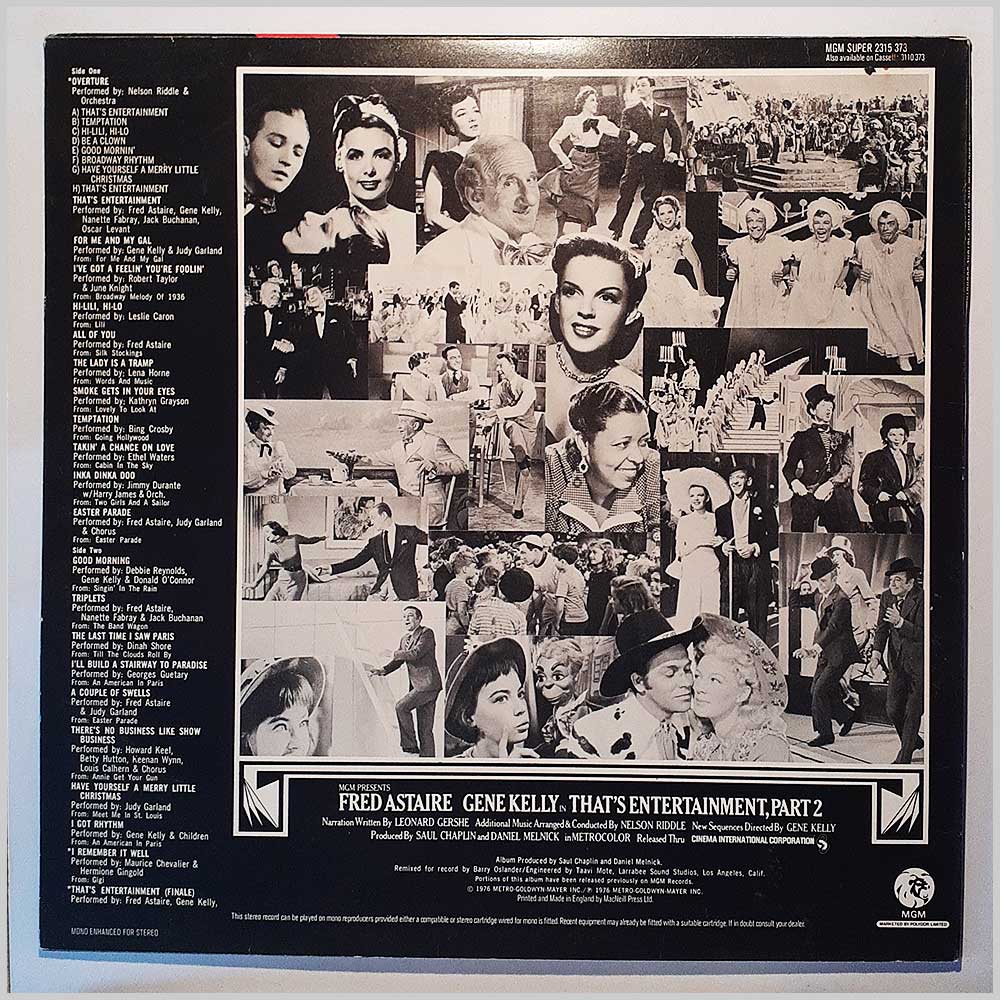 MGM SUPER 2315 373
Also available on Cassette 3110 373
Side One
*OVERTURE
Performed by: Nelson Riddle &
Orchestra
A) THAT'S ENTERTAINMENT
B) TEMPTATION
C) HI-LILI, HI-LO
D) BE A CLOWN
E) GOOD MORNIN'
F) BROADWAY RHYTHM
G) HAVE YOURSELF A MERRY LITTLE
CHRISTMAS
H) THAT'S ENTERTAINMENT
THAT'S ENTERTAINMENT
Performed by: Fred Astaire, Gene Kelly,
Nanette Fabray, Jack Buchanan,
Oscar Levant
FOR ME AND MY GAL
Performed by: Gene Kelly & Judy Garland
From: For Me And My Gal
I'VE GOT A FEELIN' YOU'RE FOOLIN'
Performed by: Robert Taylor
& June Knight
From: Broadway Melody Of 1936
HI-LILI, HI-LO
Performed by: Leslie Caron
From: Lili
ALL OF YOU
Performed by: Fred Astaire
From: Silk Stockings
THE LADY IS A TRAMP
Performed by: Lena Horne
From: Words And Music
SMOKE GETS IN YOUR EYES
Performed by: Kathryn Grayson
From: Lovely To Look At
TEMPTATION
Performed by: Bing Crosby
From: Going Hollywood
TAKIN' A CHANCE ON LOVE
Performed by: Ethel Waters
From: Cabin In The Sky
INKA DINKA DOO
Performed by: Jimmy Durante
w/Harry James & Orch.
From: Two Girls And A Sailor
EASTER PARADE
Performed by: Fred Astaire, Judy Garland
& Chorus
From: Easter Parade
Side Two
GOOD MORNING
Performed by: Debbie Reynolds,
Gene Kelly & Donald O'Connor
From: Singin' In The Rain
TRIPLETS
Performed by: Fred Astaire,
Nanette Fabray & Jack Buchanan
From: The Band Wagon
THE LAST TIME I SAW PARIS
Performed by: Dinah Shore
From: Till The Clouds Roll By
I'LL BUILD A STAIRWAY TO PARADISE
Performed by: Georges Guetary
From: An American In Paris
A COUPLE OF SWELLS
Performed by: Fred Astaire
& Judy Garland
From: Easter Parade
THERE'S NO BUSINESS LIKE SHOW
BUSINESS
Performed by: Howard Keel,
Betty Hutton, Keenan Wynn,
Louis Calhern & Chorus
From: Annie Get Your Gun
HAVE YOURSELF A MERRY LITTLE
CHRISTMAS
Performed by: Judy Garland
From: Meet Me In St. Louis
I GOT RHYTHM
Performed by: Gene Kelly & Children
From: An American In Paris
*I REMEMBER IT WELL
Performed by: Maurice Chevalier &
Hermione Gingold
From: Gigi
*THAT'S ENTERTAINMENT (FINALE)
Performed by: Fred Astaire, Gene Kelly,
MONO ENHANCED FOR STEREO
MGM PRESENTS
FRED ASTAIRE GENE KELLY IN THAT'S ENTERTAINMENT, PART 2
Narration Written By LEONARD GERSHE Additional Music Arranged & Conducted By NELSON RIDDLE New Sequences Directed By GENE KELLY
Produced By SAUL CHAPLIN and DANIEL MELNICK in METROCOLOR Released Thru CINEMA INTERNATIONAL CORPORATION
Album Produced by Saul Chaplin and Daniel Melnick.
Remixed for record by Barry Oslander/Engineered by Taavi Mote, Larrabee Sound Studios, Los Angeles, Calif.
Portions of this album have been released previously on MGM Records.
© 1976 METRO-GOLDWYN-MAYER INC./℗ 1976 METRO-GOLDWYN-MAYER INC.
Printed and Made in England by MacNeill Press Ltd.
This stereo record can be played on mono reproducers provided either a compatible or stereo cartridge wired for mono is fitted. Recent equipment may already be fitted with a suitable cartridge. If in doubt consult your dealer.
MGM
MARKETED BY POLYDOR LIMITED